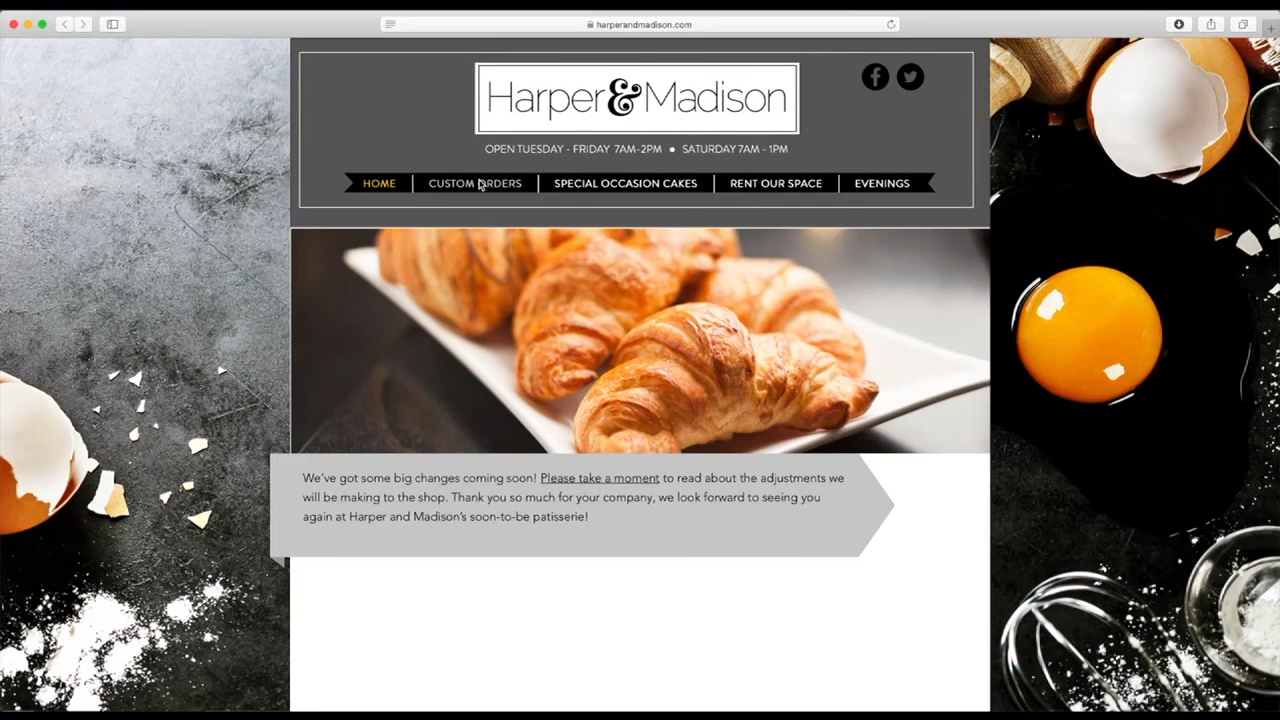 harperandmadison.com
Harper & Madison
OPEN TUESDAY - FRIDAY 7AM-2PM ● SATURDAY 7AM - 1PM
HOME CUSTOM ORDERS SPECIAL OCCASION CAKES RENT OUR SPACE EVENINGS
We've got some big changes coming soon! Please take a moment to read about the adjustments we
will be making to the shop. Thank you so much for your company, we look forward to seeing you
again at Harper and Madison's soon-to-be patisserie!